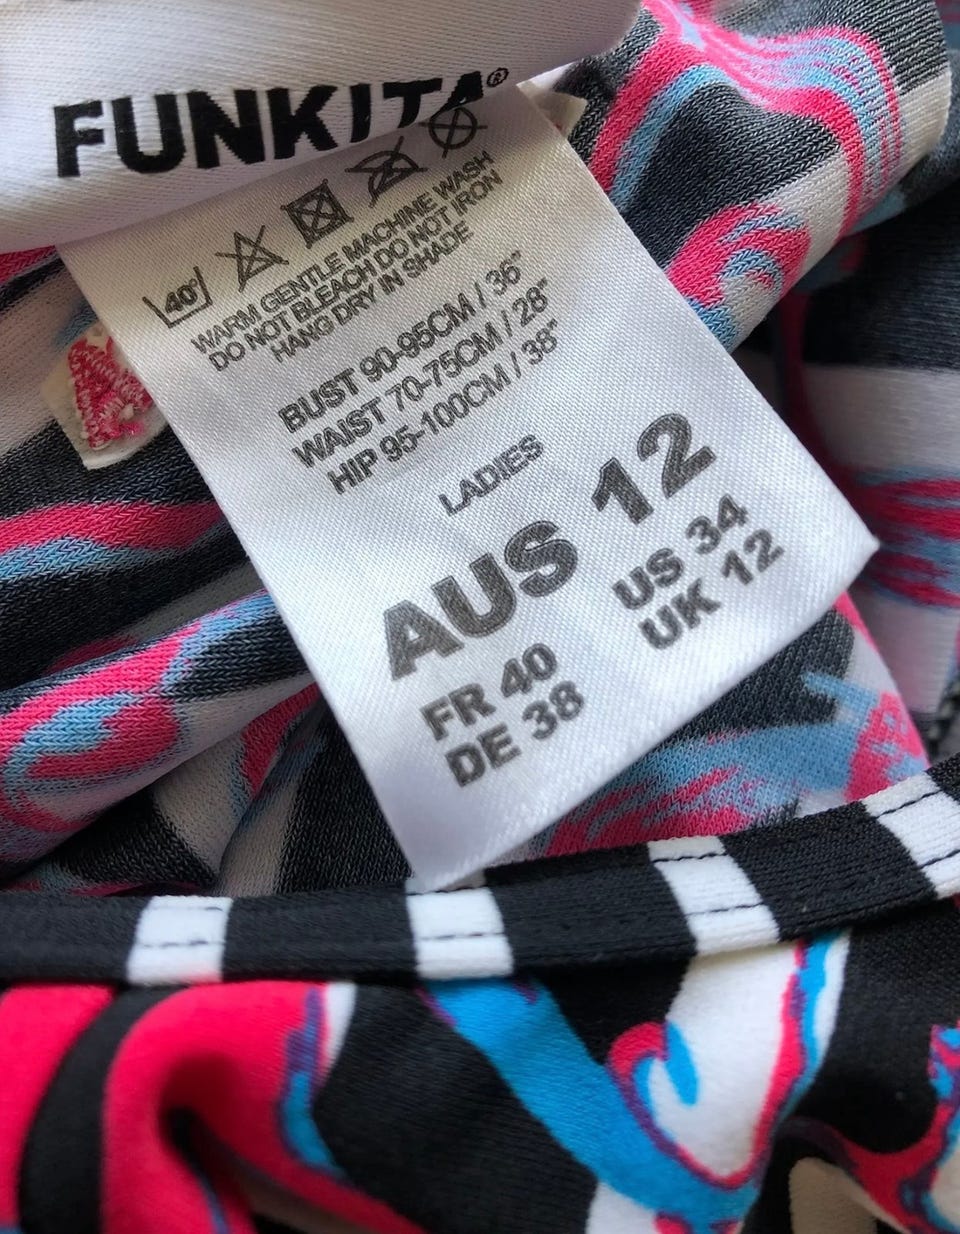 FUNKITA®
40°
WARM GENTLE MACHINE WASH
DO NOT BLEACH DO NOT IRON
HANG DRY IN SHADE
BUST 90-95CM / 36"
WAIST 70-75CM / 28"
HIP 95-100CM / 38"
LADIES
AUS 12
FR 40 US 34
DE 38 UK 12